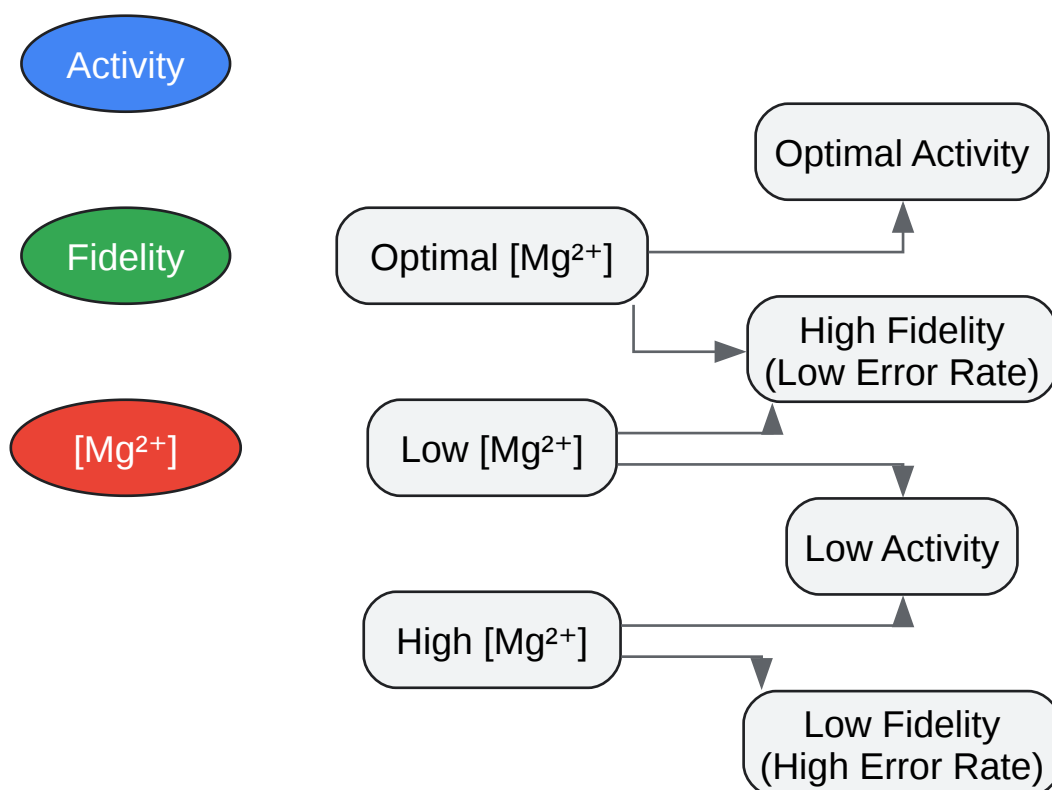 Activity
Fidelity
[Mg²⁺]
Optimal Activity
Optimal [Mg²⁺]
High Fidelity
(Low Error Rate)
Low [Mg²⁺]
Low Activity
High [Mg²⁺]
Low Fidelity
(High Error Rate)